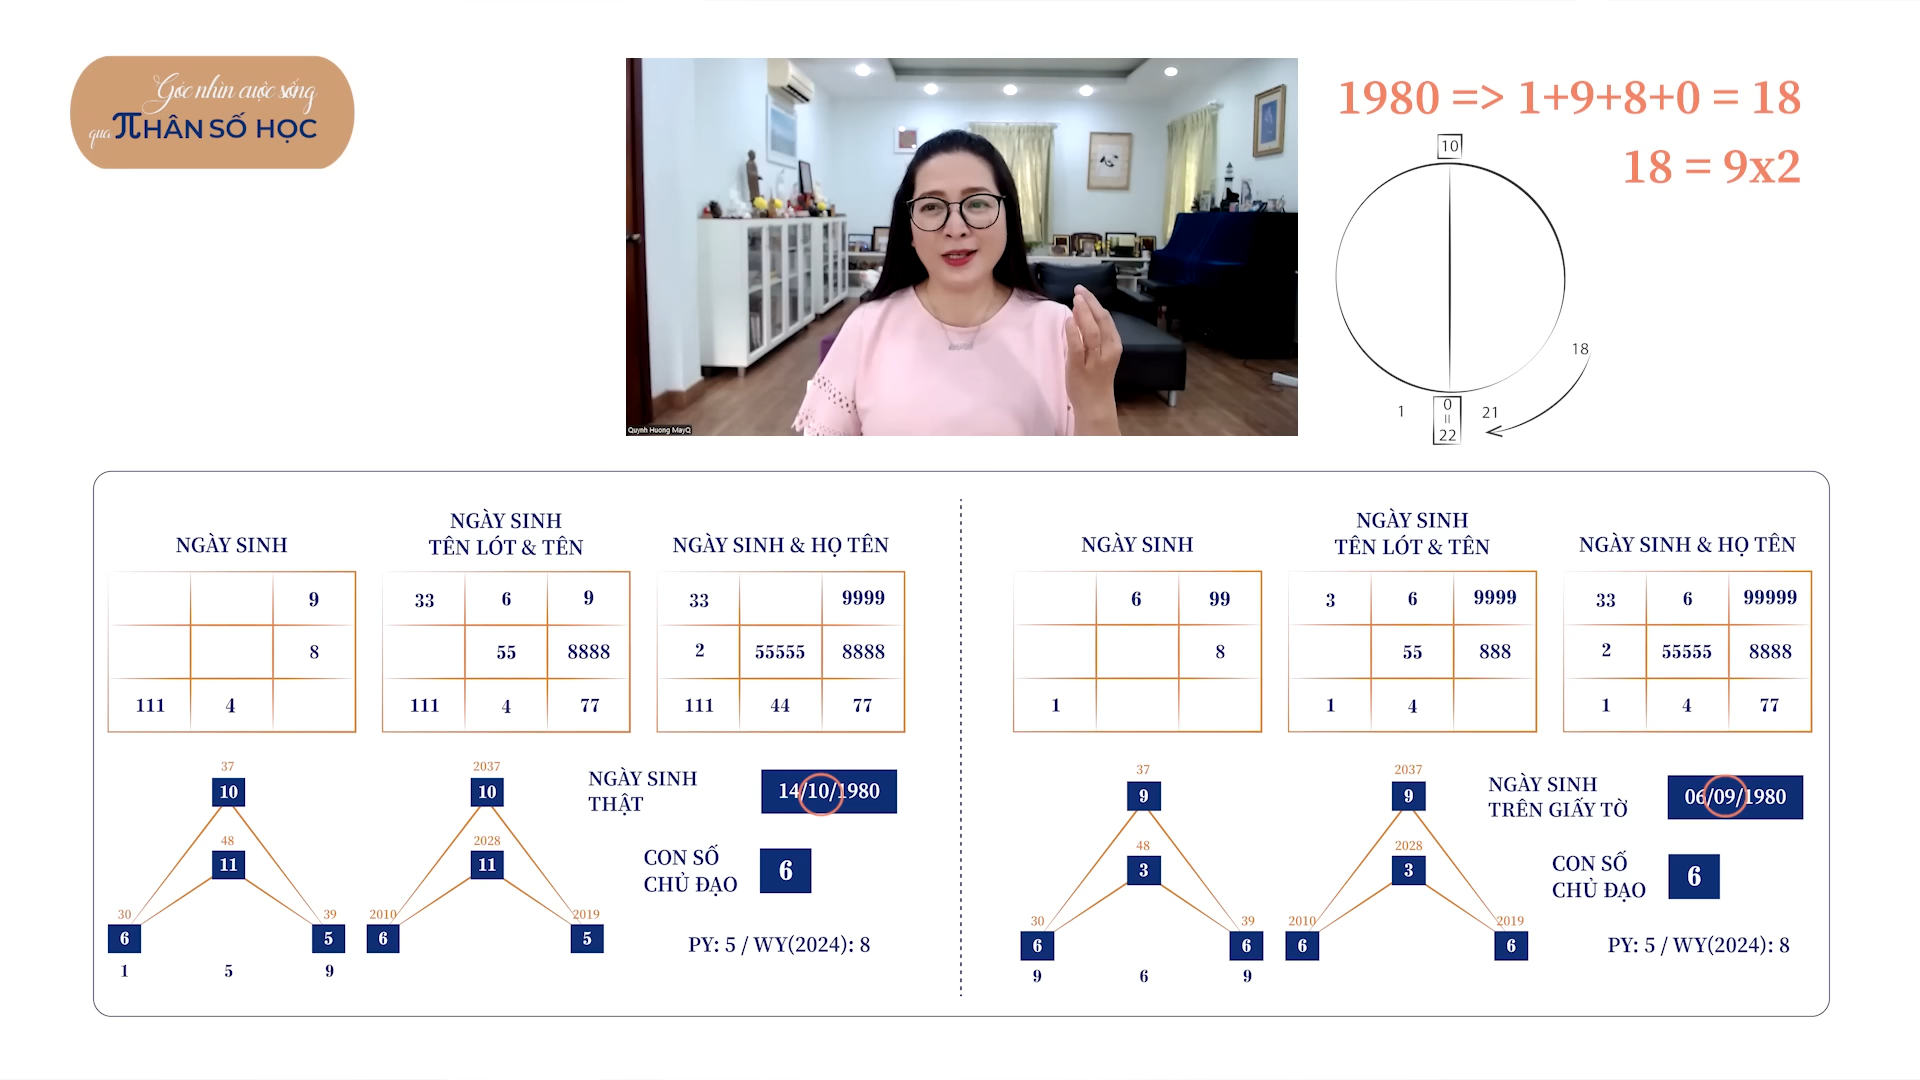 Góc nhìn cuộc sống
qua πHÂN SỐ HỌC
Quynh Huong MayQ
1980 => 1+9+8+0 = 18
18 = 9x2
10
18
1
0
=
22
21
NGÀY SINH
9
8
111 4
NGÀY SINH
TÊN LÓT & TÊN
33 6 9
55 8888
111 4 77
NGÀY SINH & HỌ TÊN
33 9999
2 55555 8888
111 44 77
37
10
48
11
30 39
6 5
1 5 9
2037
10
2028
11
2010 2019
6 5
NGÀY SINH
THẬT
14/10/1980
CON SỐ
CHỦ ĐẠO
6
PY: 5 / WY(2024): 8
NGÀY SINH
6 99
8
1
NGÀY SINH
TÊN LÓT & TÊN
3 6 9999
55 888
1 4
NGÀY SINH & HỌ TÊN
33 6 99999
2 55555 8888
1 4 77
37
9
48
3
30 39
6 6
9 6 9
2037
9
2028
3
2010 2019
6 6
NGÀY SINH
TRÊN GIẤY TỜ
06/09/1980
CON SỐ
CHỦ ĐẠO
6
PY: 5 / WY(2024): 8